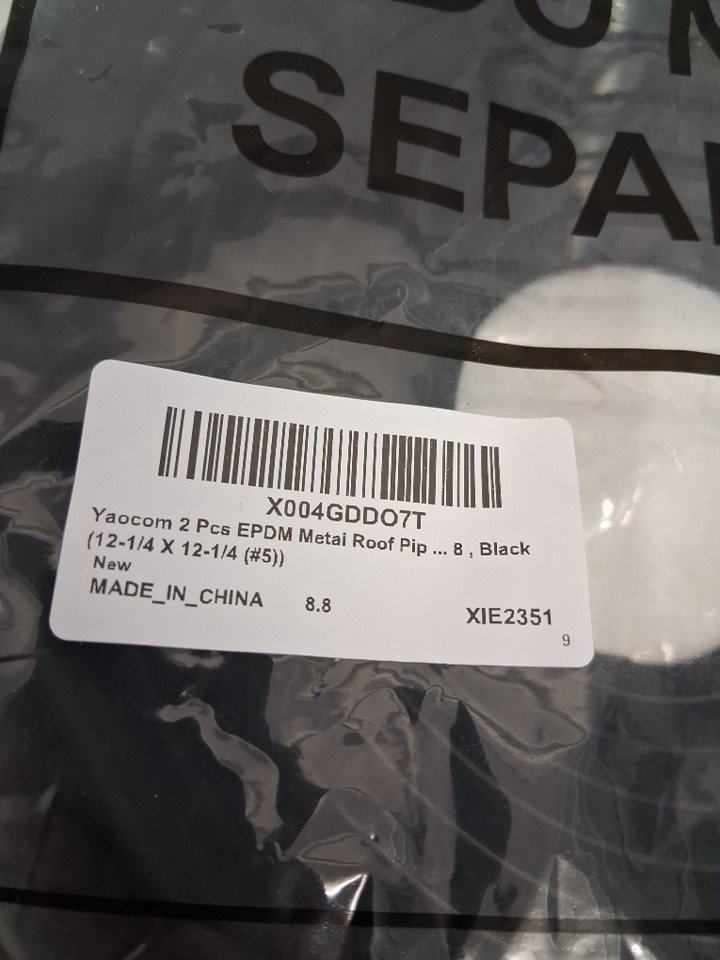 SEPA
X004GDDO7T
Yaocom 2 Pcs EPDM Metal Roof Pip ... 8 , Black
(12-1/4 X 12-1/4 (#5))
New
MADE_IN_CHINA 8.8 XIE2351
9